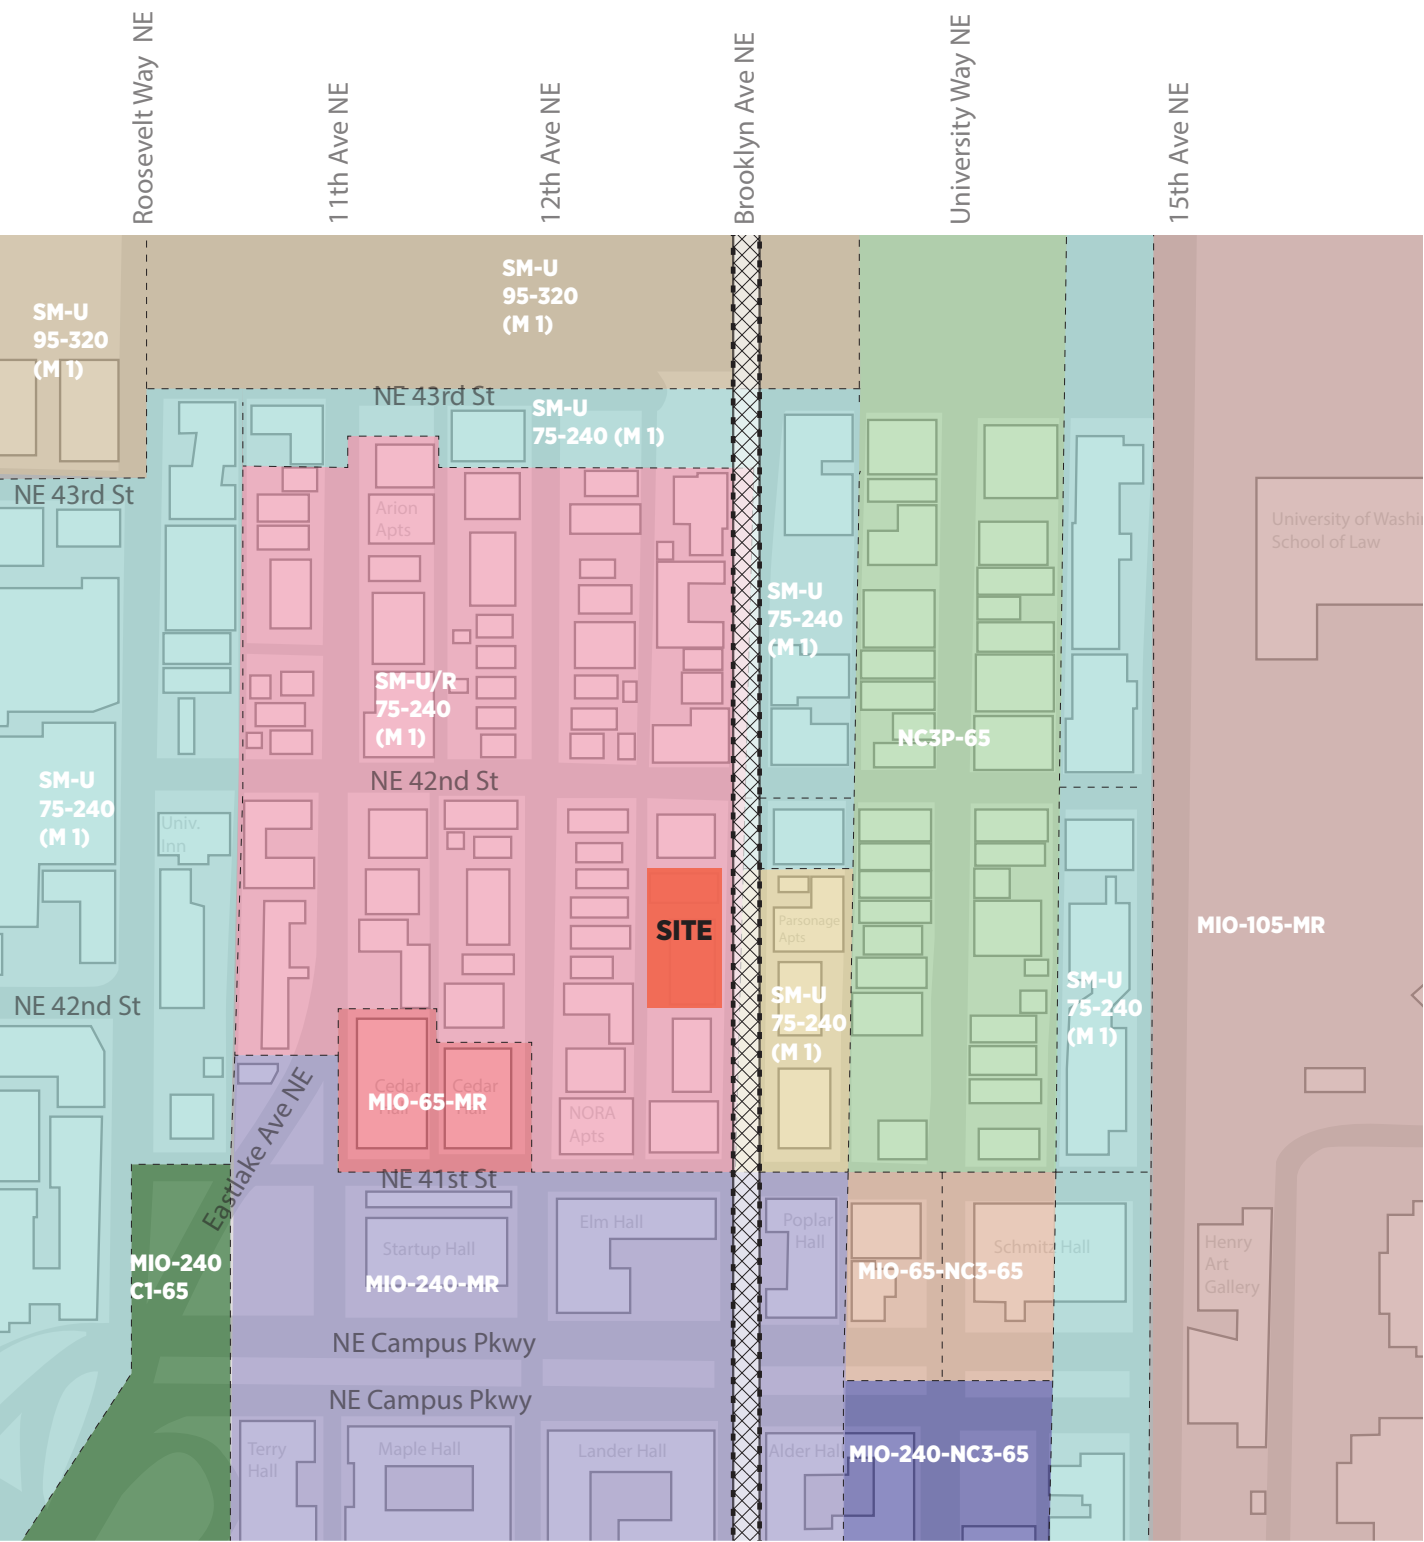 Roosevelt Way NE
11th Ave NE
12th Ave NE
Brooklyn Ave NE
University Way NE
15th Ave NE
SM-U
95-320
(M 1)
SM-U
95-320
(M 1)
NE 43rd St
SM-U
75-240 (M 1)
NE 43rd St
Arion
Apts
University of Washi
School of Law
SM-U
75-240
(M 1)
SM-U/R
75-240
(M 1)
NC3P-65
SM-U
75-240
(M 1)
NE 42nd St
Univ.
Inn
SITE
Parsonage
Apts
MIO-105-MR
SM-U
75-240
(M 1)
SM-U
75-240
(M 1)
NE 42nd St
Eastlake Ave NE
Cedar
Hall
Cedar
Hall
MIO-65-MR
NORA
Apts
NE 41st St
Elm Hall
Poplar
Hall
Startup Hall
Schmitz Hall
Henry
Art
Gallery
MIO-240
C1-65
MIO-240-MR
MIO-65-NC3-65
NE Campus Pkwy
NE Campus Pkwy
Terry
Hall
Maple Hall
Lander Hall
Alder Hall
MIO-240-NC3-65